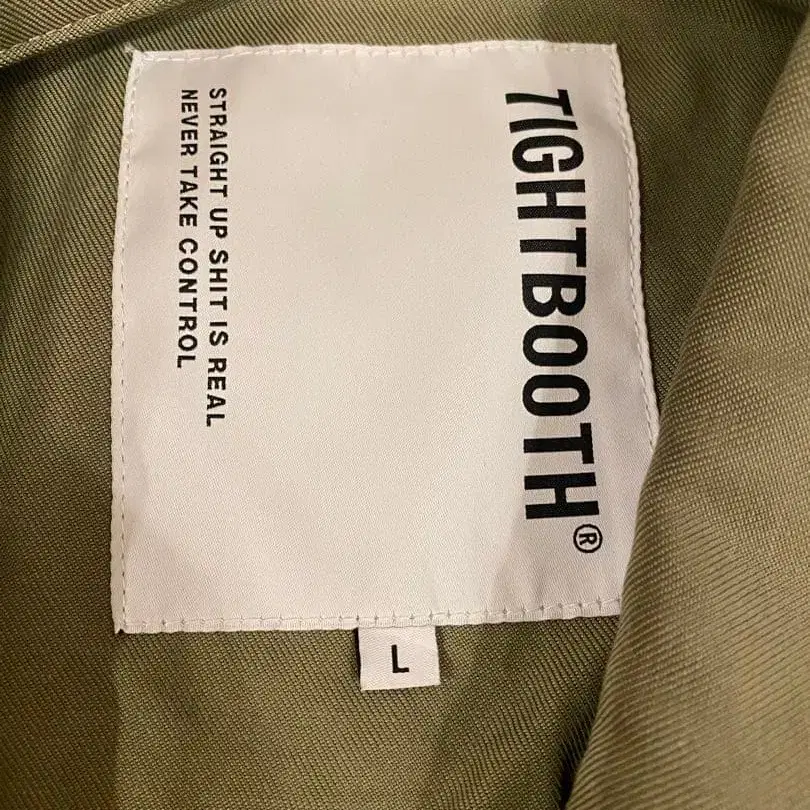 TIGHTBOOTH®
STRAIGHT UP SHIT IS REAL
NEVER TAKE CONTROL
L